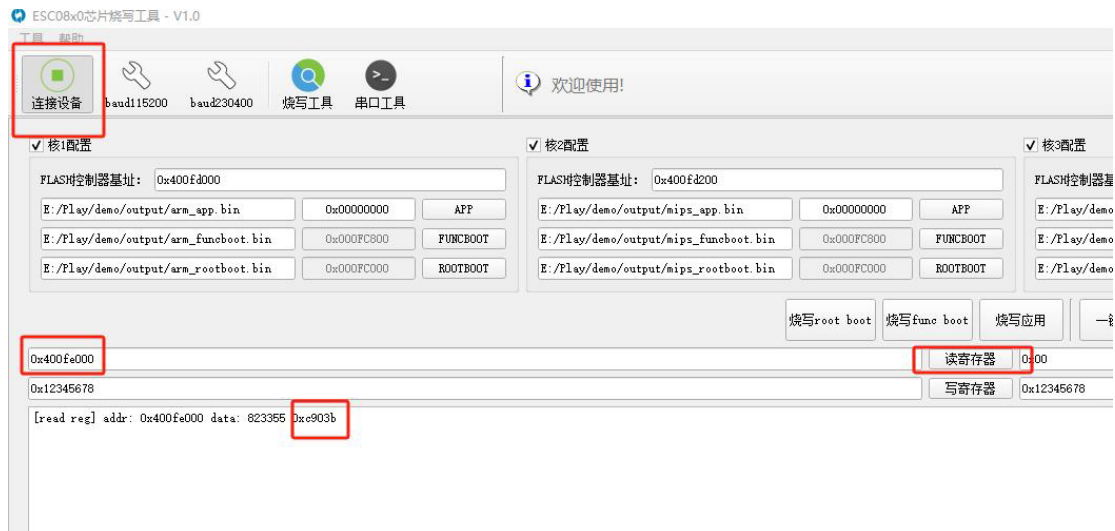 ESC08x0芯片烧写工具 - V1.0
工具 帮助
连接设备 baud115200 baud230400 烧写工具 串口工具 欢迎使用!
核1配置 核2配置 核3配置
FLASH控制器基址: 0x400fd000 FLASH控制器基址: 0x400fd200 FLASH控制器基
E:/Play/demo/output/arm_app.bin 0x00000000 APP E:/Play/demo/output/mips_app.bin 0x00000000 APP E:/Play/demo
E:/Play/demo/output/arm_funcboot.bin 0x000FC800 FUNCBOOT E:/Play/demo/output/mips_funcboot.bin 0x000FC800 FUNCBOOT E:/Play/demo
E:/Play/demo/output/arm_rootboot.bin 0x000FC000 ROOTBOOT E:/Play/demo/output/mips_rootboot.bin 0x000FC000 ROOTBOOT E:/Play/demo
烧写root boot 烧写func boot 烧写应用 一
0x400fe000 读寄存器 0x00
0x12345678 写寄存器 0x12345678
[read reg] addr: 0x400fe000 data: 823355 0xc903b